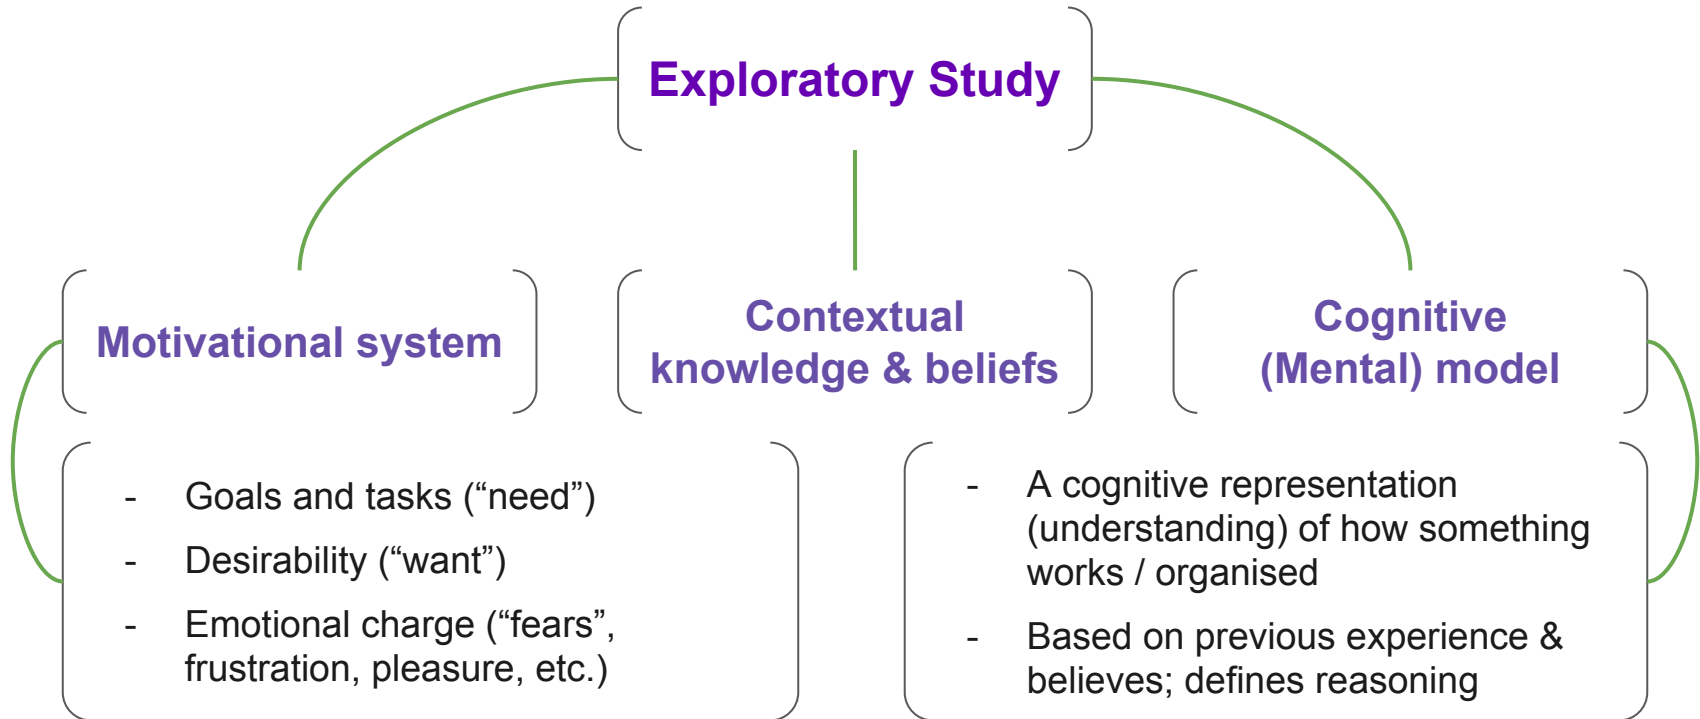 Exploratory Study
Motivational system
Contextual
knowledge & beliefs
Cognitive
(Mental) model
- Goals and tasks (“need”)
- Desirability (“want”)
- Emotional charge (“fears”,
frustration, pleasure, etc.)
- A cognitive representation
(understanding) of how something
works / organised
- Based on previous experience &
believes; defines reasoning